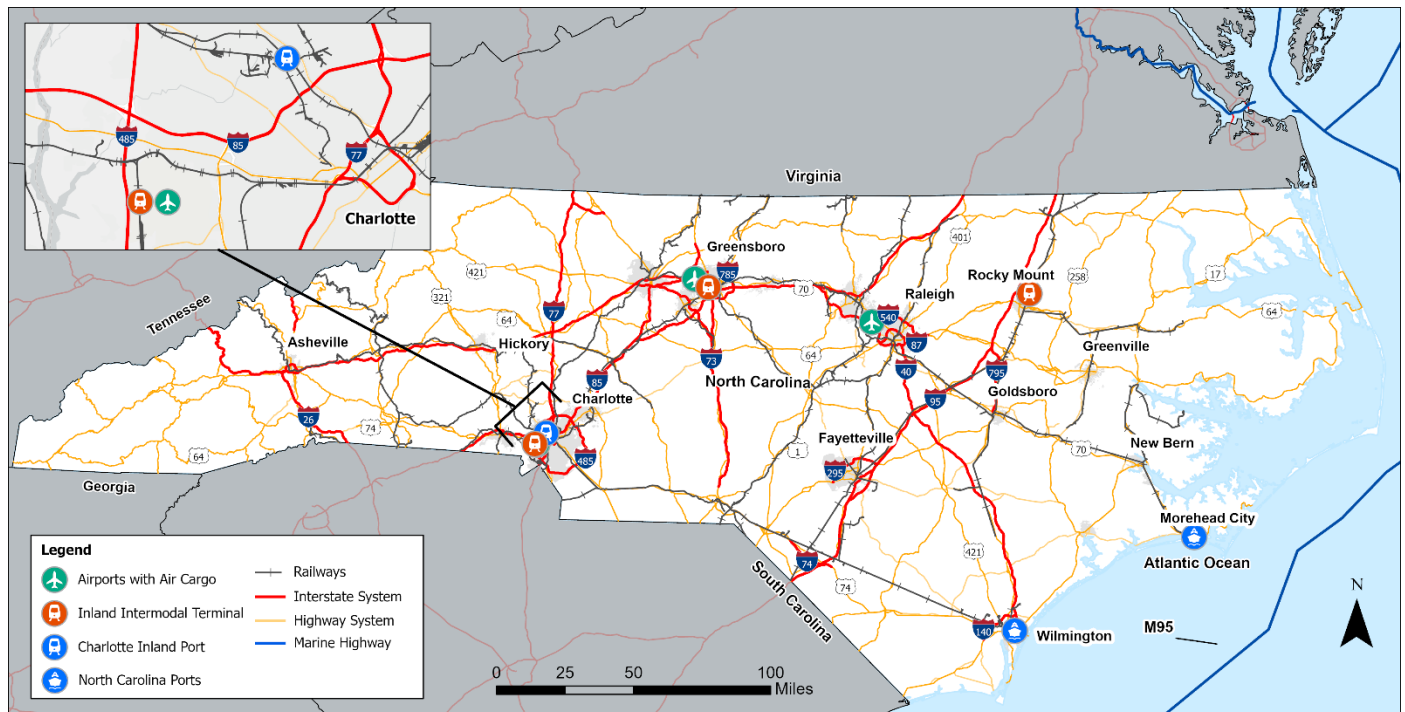 485
85
77
Charlotte
Virginia
Tennessee
Georgia
South Carolina
North Carolina
Greensboro
Rocky Mount
Raleigh
Asheville
Hickory
Charlotte
Greenville
Goldsboro
Fayetteville
New Bern
Morehead City
Atlantic Ocean
Wilmington
M95
421
321
64
77
785
70
401
258
17
64
540
87
64
73
85
40
795
95
26
74
64
485
1
295
70
421
74
74
140
Legend
Airports with Air Cargo
Inland Intermodal Terminal
Charlotte Inland Port
North Carolina Ports
Railways
Interstate System
Highway System
Marine Highway
0 25 50 100
Miles
N